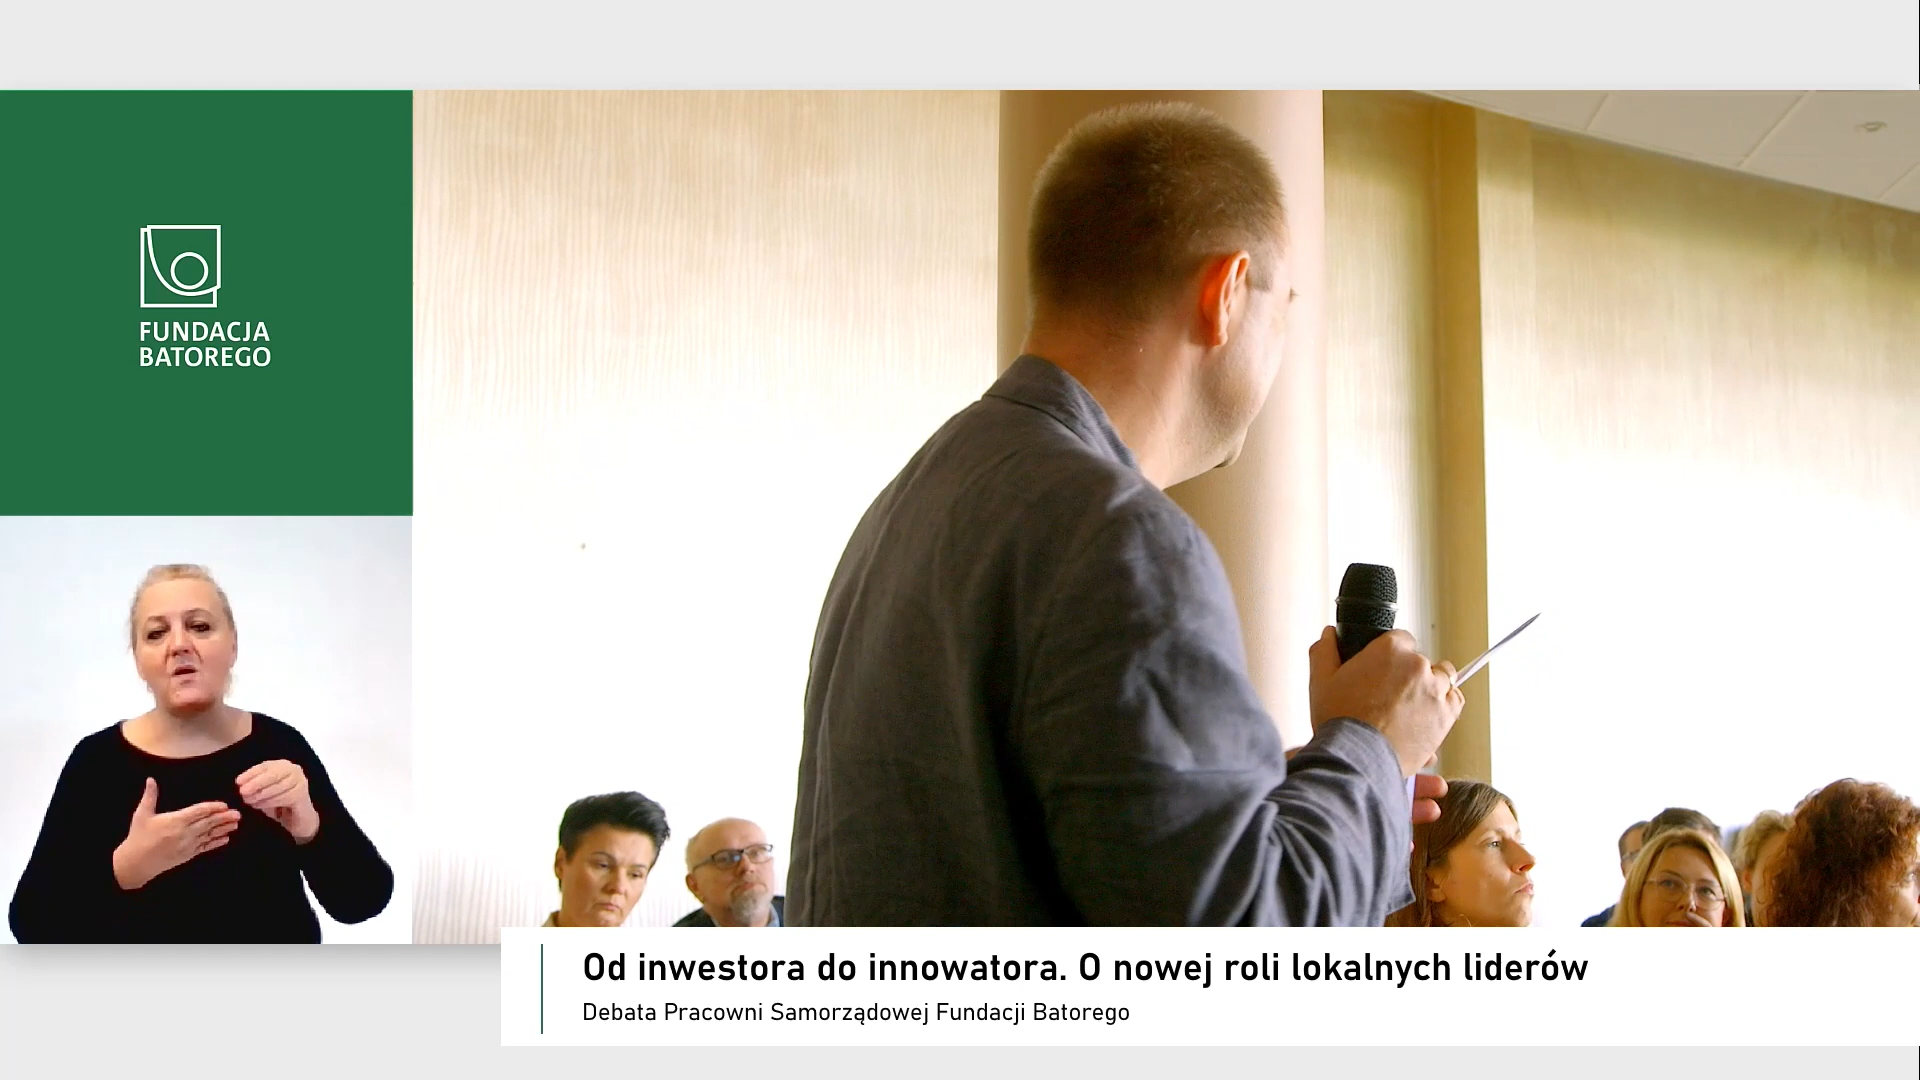 FUNDACJA
BATOREGO
Od inwestora do innowatora. O nowej roli lokalnych liderów
Debata Pracowni Samorządowej Fundacji Batorego